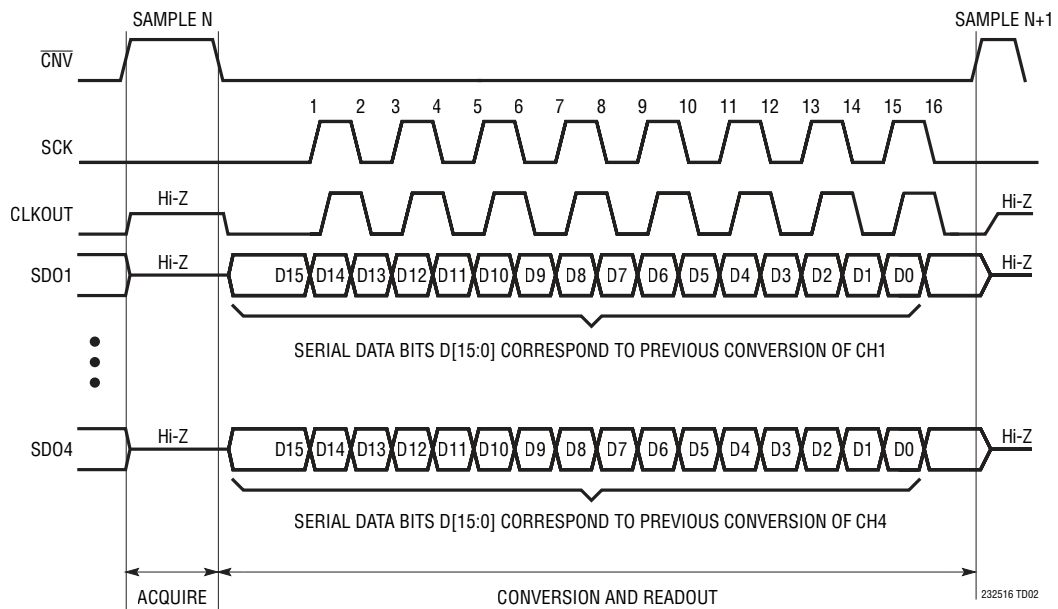 SAMPLE N SAMPLE N+1
CNV
1 2 3 4 5 6 7 8 9 10 11 12 13 14 15 16
SCK
Hi-Z Hi-Z
CLKOUT
SDO1 Hi-Z D15 D14 D13 D12 D11 D10 D9 D8 D7 D6 D5 D4 D3 D2 D1 D0 Hi-Z
SERIAL DATA BITS D[15:0] CORRESPOND TO PREVIOUS CONVERSION OF CH1
SDO4 Hi-Z D15 D14 D13 D12 D11 D10 D9 D8 D7 D6 D5 D4 D3 D2 D1 D0 Hi-Z
SERIAL DATA BITS D[15:0] CORRESPOND TO PREVIOUS CONVERSION OF CH4
ACQUIRE CONVERSION AND READOUT 232516 TD02